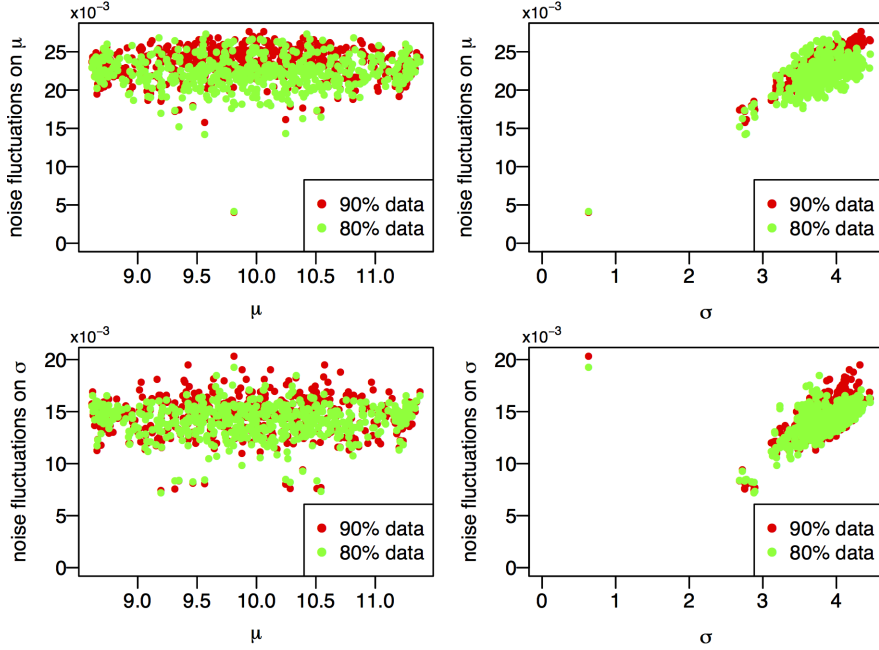 x10⁻³
noise fluctuations on μ
25
20
15
10
5
0
90% data
80% data
9.0 9.5 10.0 10.5 11.0
μ
x10⁻³
noise fluctuations on μ
25
20
15
10
5
0
90% data
80% data
0 1 2 3 4
σ
x10⁻³
noise fluctuations on σ
20
15
10
5
0
90% data
80% data
9.0 9.5 10.0 10.5 11.0
μ
x10⁻³
noise fluctuations on σ
20
15
10
5
0
90% data
80% data
0 1 2 3 4
σ